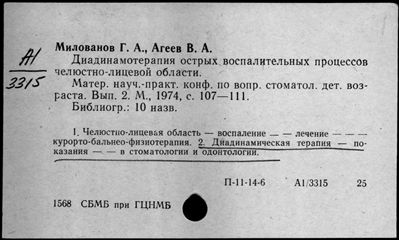 А1
3315
Милованов Г. А., Агеев В. А.
Диадинамотерапия острых воспалительных процессов
челюстно-лицевой области.
Матер. науч.-практ. конф. по вопр. стоматол. дет. воз-
раста. Вып. 2. М., 1974, с. 107—111.
Библиогр.: 10 назв.
1. Челюстно-лицевая область — воспаление — — лечение — — —
курорто-бальнео-физиотерапия. 2. Диадинамическая терапия — по-
казания — — в стоматологии и одонтологии.
П-11-14-6 А1/3315 25
1568 СБМБ при ГЦНМБ